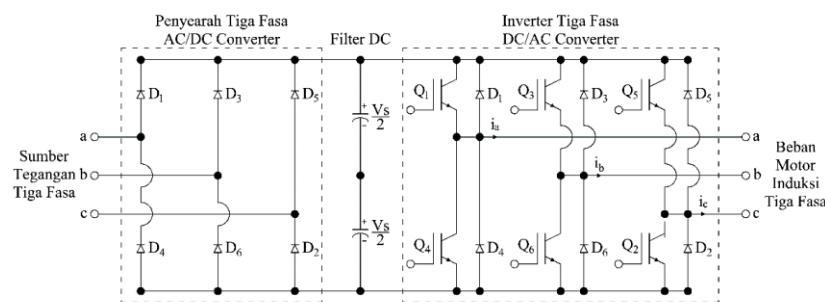 Penyearah Tiga Fasa
AC/DC Converter
Filter DC
Inverter Tiga Fasa
DC/AC Converter
D1
D3
D5
Q1
D1
Q3
D3
Q5
D5
+
Vs
2
-
a
ia
a
Sumber
Tegangan
Tiga Fasa
b
ib
b
Beban
Motor
Induksi
Tiga Fasa
c
ic
c
+
Vs
2
-
D4
D6
D2
Q4
D4
Q6
D6
Q2
D2